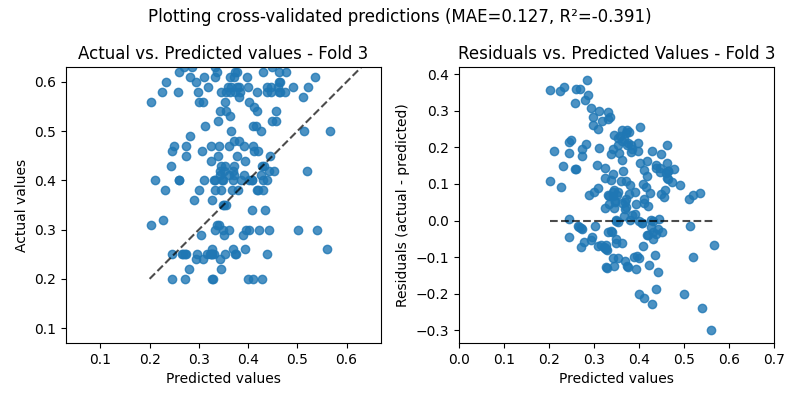 Plotting cross-validated predictions (MAE=0.127, R²=-0.391)
Actual vs. Predicted values - Fold 3
Residuals vs. Predicted Values - Fold 3
Actual values
0.6
0.5
0.4
0.3
0.2
0.1
0.1 0.2 0.3 0.4 0.5 0.6
Predicted values
Residuals (actual - predicted)
0.4
0.3
0.2
0.1
0.0
−0.1
−0.2
−0.3
0.0 0.1 0.2 0.3 0.4 0.5 0.6 0.7
Predicted values